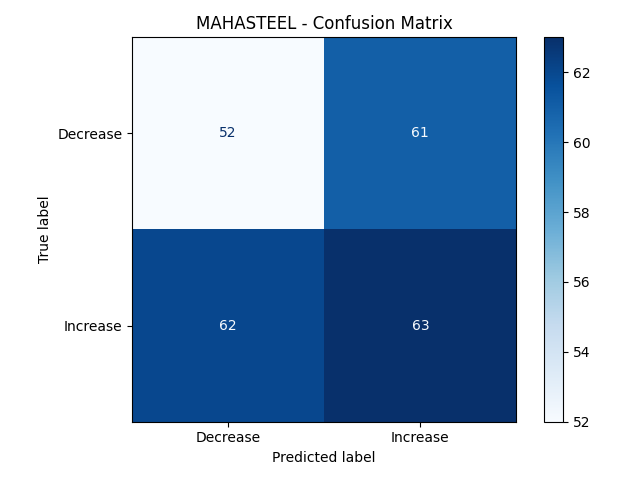 MAHASTEEL - Confusion Matrix
True label
Decrease
52
61
Increase
62
63
Decrease
Increase
Predicted label
62
60
58
56
54
52